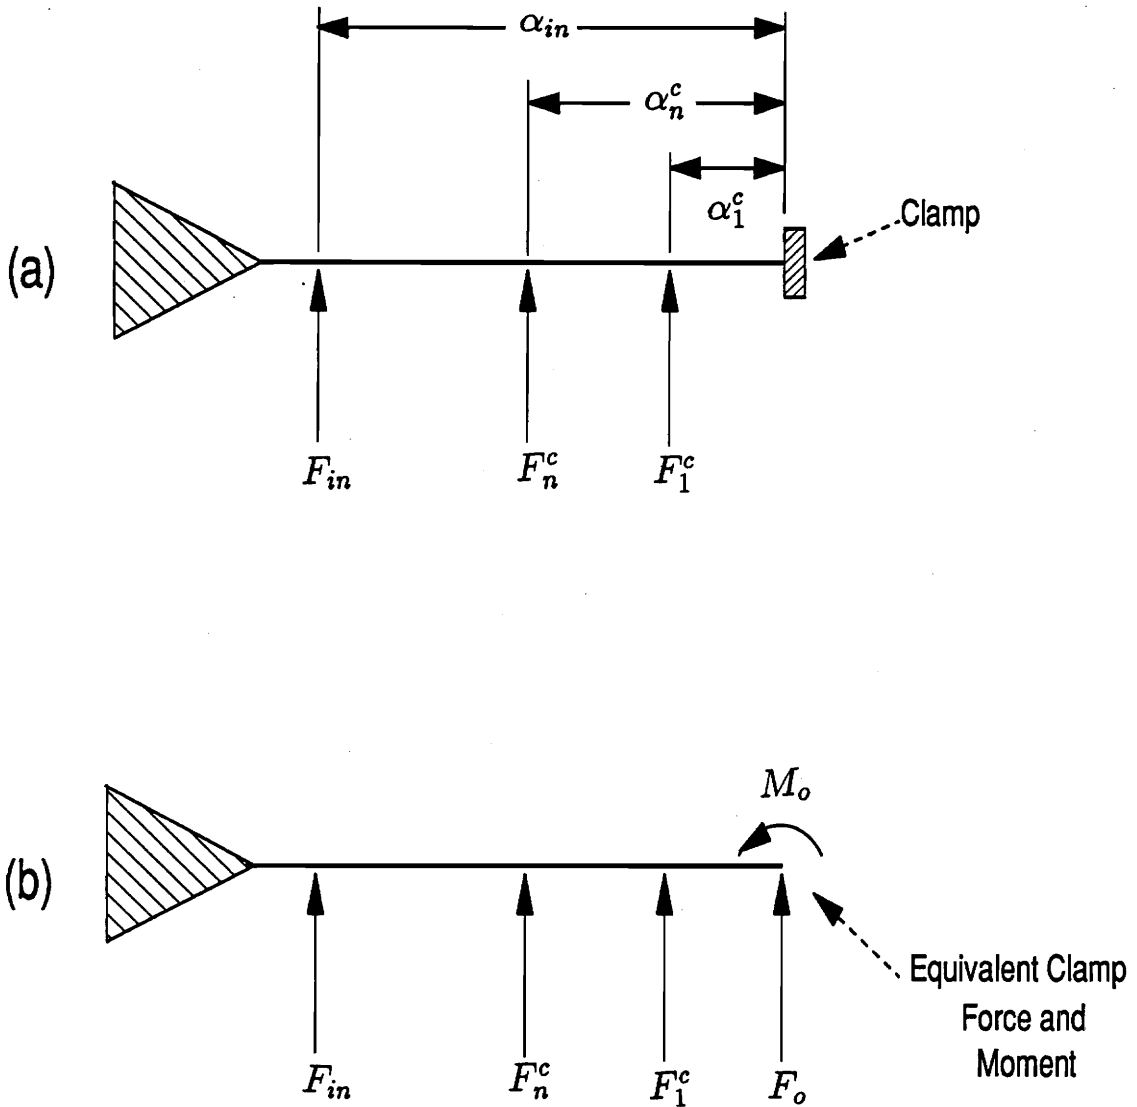 α_in
α_n^c
α_1^c
Clamp
(a)
F_in F_n^c F_1^c
M_o
(b)
Equivalent Clamp
Force and
Moment
F_in F_n^c F_1^c F_o